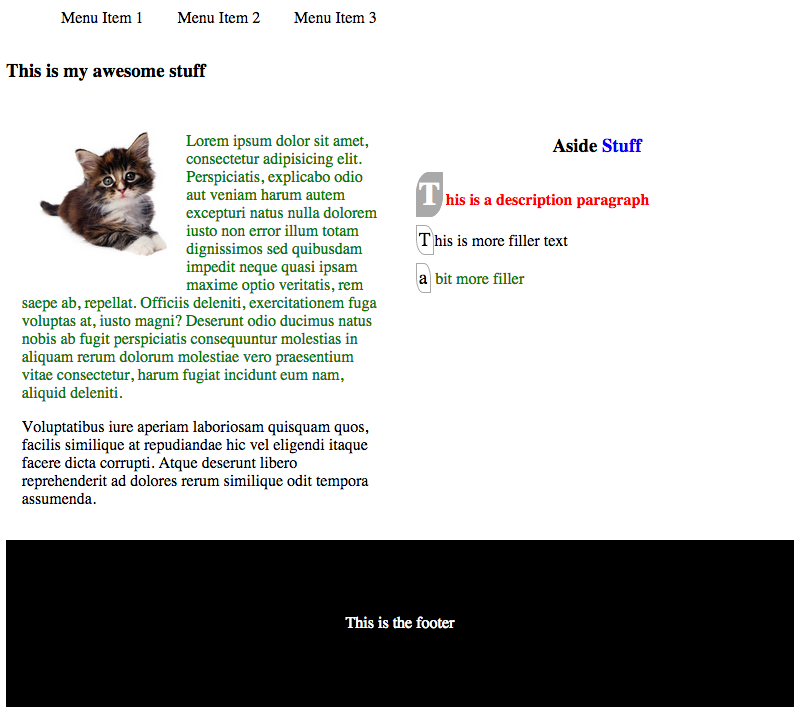 Menu Item 1 Menu Item 2 Menu Item 3
This is my awesome stuff
Lorem ipsum dolor sit amet,
consectetur adipisicing elit.
Perspiciatis, explicabo odio
aut veniam harum autem
excepturi natus nulla dolorem
iusto non error illum totam
dignissimos sed quibusdam
impedit neque quasi ipsam
maxime optio veritatis, rem
saepe ab, repellat. Officiis deleniti, exercitationem fuga
voluptas at, iusto magni? Deserunt odio ducimus natus
nobis ab fugit perspiciatis consequuntur molestias in
aliquam rerum dolorum molestiae vero praesentium
vitae consectetur, harum fugiat incidunt eum nam,
aliquid deleniti.
Voluptatibus iure aperiam laboriosam quisquam quos,
facilis similique at repudiandae hic vel eligendi itaque
facere dicta corrupti. Atque deserunt libero
reprehenderit ad dolores rerum similique odit tempora
assumenda.
Aside Stuff
This is a description paragraph
This is more filler text
a bit more filler
This is the footer